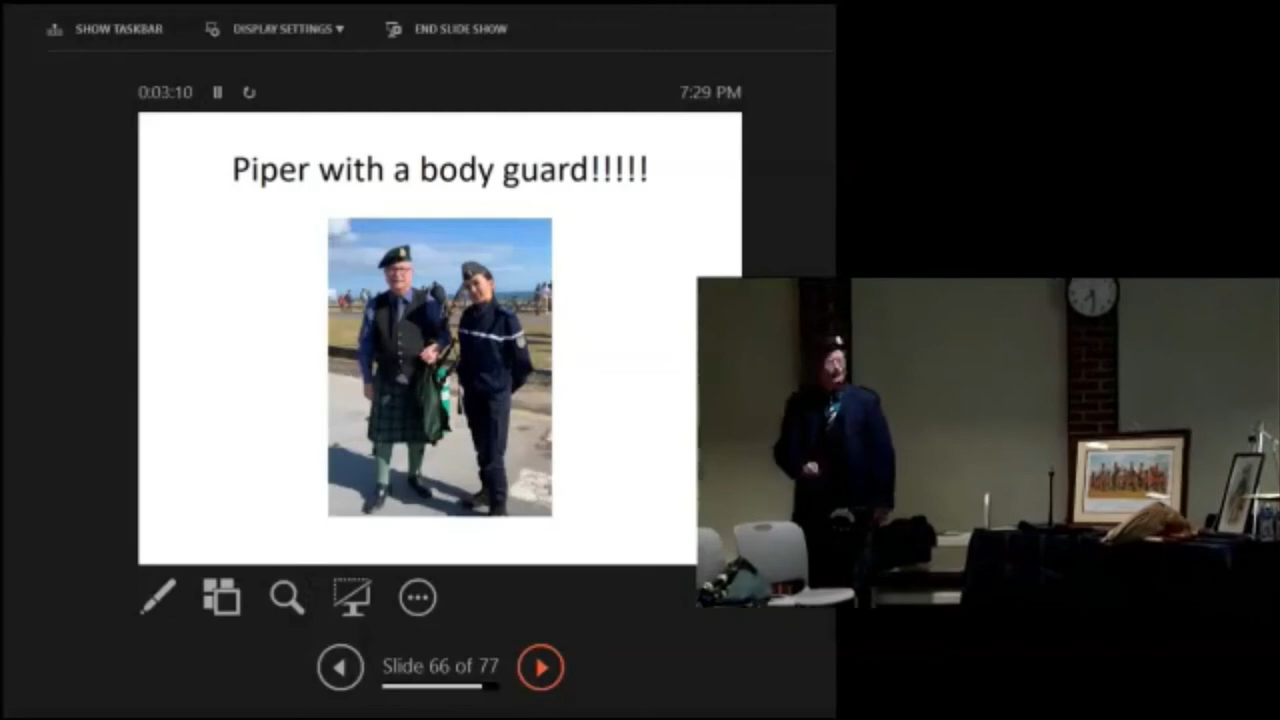 SHOW TASKBAR
DISPLAY SETTINGS ▼
END SLIDE SHOW
0:03:10
7:29 PM
Piper with a body guard!!!!!
Slide 66 of 77